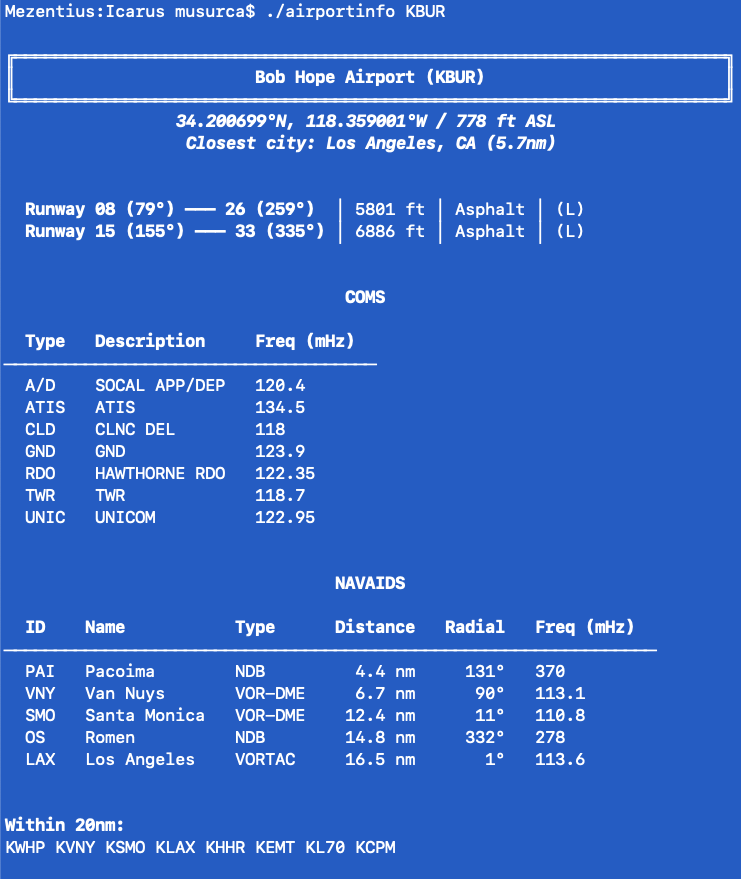 Mezentius:Icarus musurca$ ./airportinfo KBUR
Bob Hope Airport (KBUR)
34.200699°N, 118.359001°W / 778 ft ASL
Closest city: Los Angeles, CA (5.7nm)
Runway 08 (79°) ─── 26 (259°) │ 5801 ft │ Asphalt │ (L)
Runway 15 (155°) ─── 33 (335°) │ 6886 ft │ Asphalt │ (L)
COMS
Type Description Freq (mHz)
A/D SOCAL APP/DEP 120.4
ATIS ATIS 134.5
CLD CLNC DEL 118
GND GND 123.9
RDO HAWTHORNE RDO 122.35
TWR TWR 118.7
UNIC UNICOM 122.95
NAVAIDS
ID Name Type Distance Radial Freq (mHz)
PAI Pacoima NDB 4.4 nm 131° 370
VNY Van Nuys VOR-DME 6.7 nm 90° 113.1
SMO Santa Monica VOR-DME 12.4 nm 11° 110.8
OS Romen NDB 14.8 nm 332° 278
LAX Los Angeles VORTAC 16.5 nm 1° 113.6
Within 20nm:
KWHP KVNY KSMO KLAX KHHR KEMT KL70 KCPM